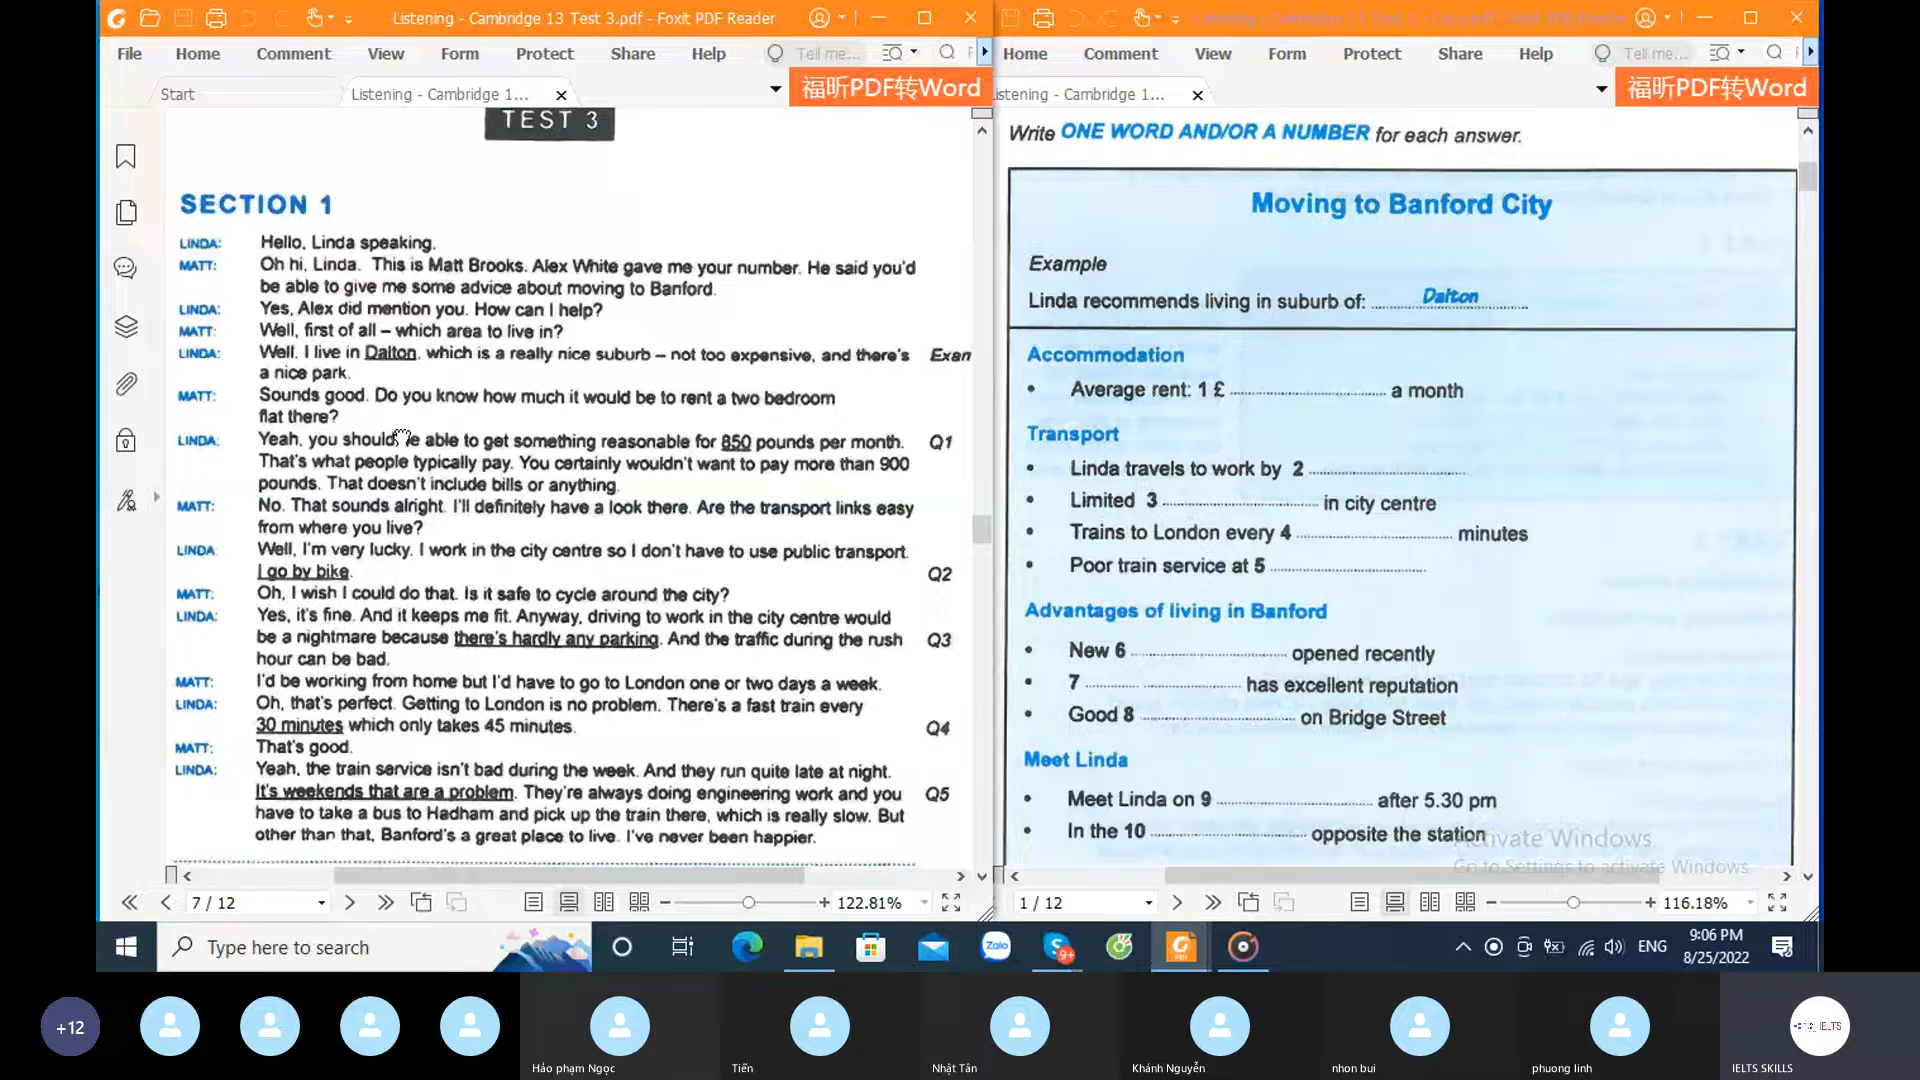 Listening - Cambridge 13 Test 3.pdf - Foxit PDF Reader
File Home Comment View Form Protect Share Help Tell me...
Start
Listening - Cambridge 1...
福昕PDF转Word
TEST 3
SECTION 1
LINDA: Hello, Linda speaking.
MATT: Oh hi, Linda. This is Matt Brooks. Alex White gave me your number. He said you'd
be able to give me some advice about moving to Banford.
LINDA: Yes, Alex did mention you. How can I help?
MATT: Well, first of all – which area to live in?
LINDA: Well, I live in Dalton, which is a really nice suburb – not too expensive, and there's Exan
a nice park.
MATT: Sounds good. Do you know how much it would be to rent a two bedroom
flat there?
LINDA: Yeah, you should be able to get something reasonable for 850 pounds per month. Q1
That's what people typically pay. You certainly wouldn't want to pay more than 900
pounds. That doesn't include bills or anything.
MATT: No. That sounds alright. I'll definitely have a look there. Are the transport links easy
from where you live?
LINDA Well, I'm very lucky. I work in the city centre so I don't have to use public transport.
I go by bike. Q2
MATT: Oh, I wish I could do that. Is it safe to cycle around the city?
LINDA: Yes, it's fine. And it keeps me fit. Anyway, driving to work in the city centre would
be a nightmare because there's hardly any parking. And the traffic during the rush Q3
hour can be bad.
MATT: I'd be working from home but I'd have to go to London one or two days a week.
LINDA: Oh, that's perfect. Getting to London is no problem. There's a fast train every
30 minutes which only takes 45 minutes. Q4
MATT: That's good.
LINDA: Yeah, the train service isn't bad during the week. And they run quite late at night.
It's weekends that are a problem. They're always doing engineering work and you Q5
have to take a bus to Hadham and pick up the train there, which is really slow. But
other than that, Banford's a great place to live. I've never been happier.
7 / 12
122.81%
Home Comment View Form Protect Share Help Tell me...
Listening - Cambridge 1...
福昕PDF转Word
Write ONE WORD AND/OR A NUMBER for each answer.
Moving to Banford City
Example
Linda recommends living in suburb of: Dalton
Accommodation
• Average rent: 1 £ a month
Transport
• Linda travels to work by 2
• Limited 3 in city centre
• Trains to London every 4 minutes
• Poor train service at 5
Advantages of living in Banford
• New 6 opened recently
• 7 has excellent reputation
• Good 8 on Bridge Street
Meet Linda
• Meet Linda on 9 after 5.30 pm
• In the 10 opposite the station
Activate Windows
Go to Settings to activate Windows.
1 / 12
116.18%
Type here to search
Zalo
9+
ENG
9:06 PM
8/25/2022
+12
Hảo phạm Ngọc
Tiến
Nhật Tân
Khánh Nguyễn
nhon bui
phuong linh
IELTS SKILLS